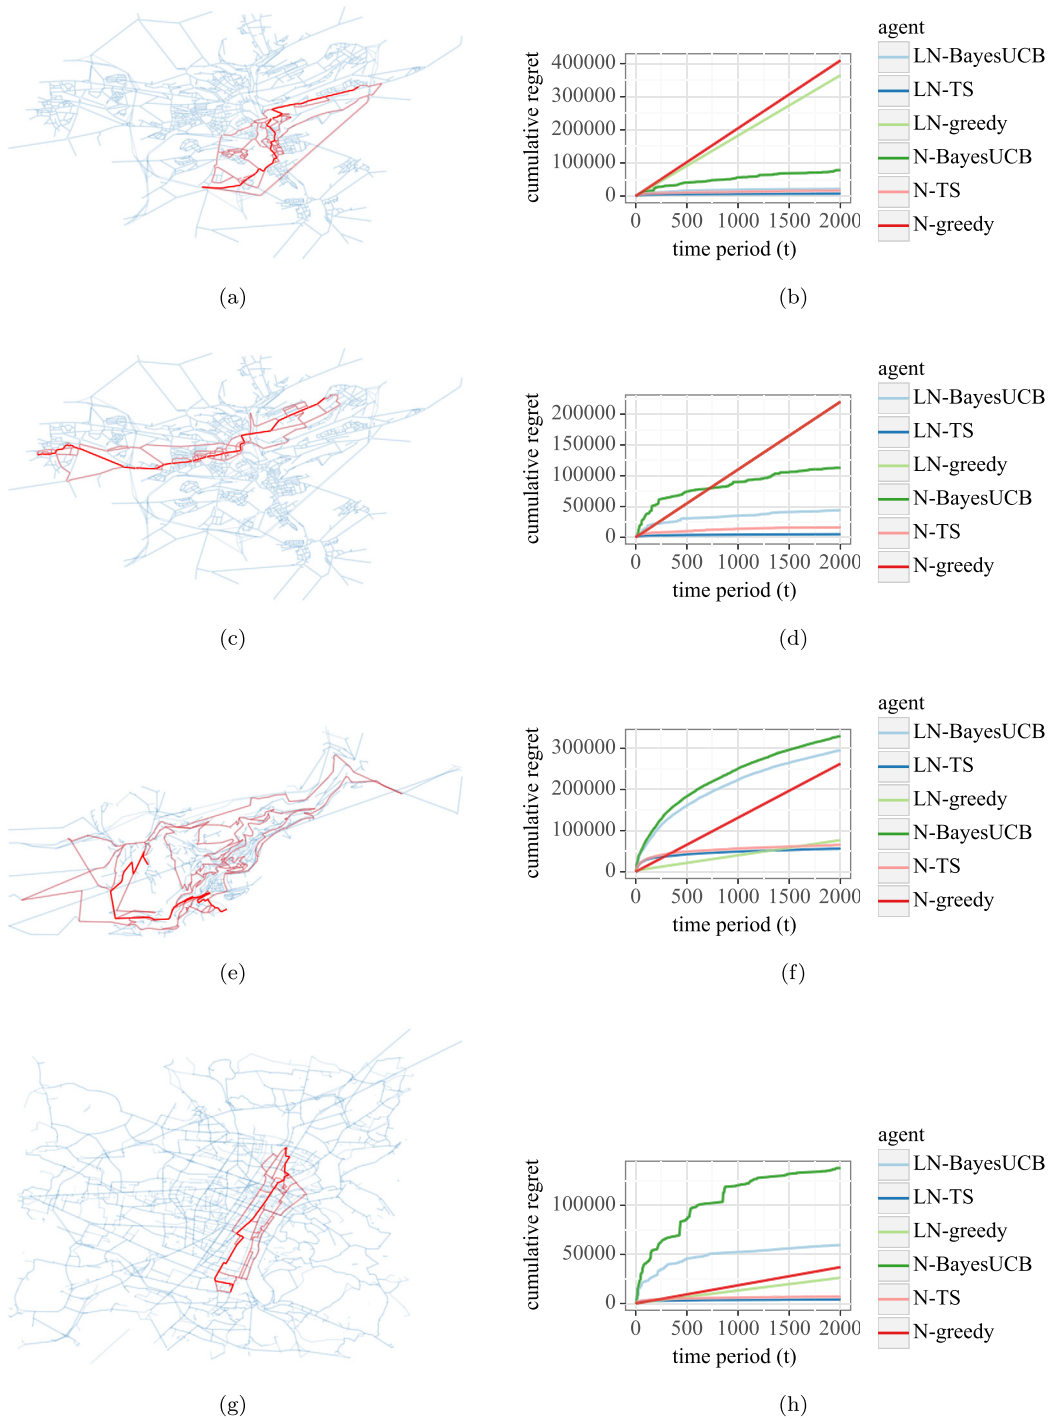 agent
LN-BayesUCB
LN-TS
LN-greedy
N-BayesUCB
N-TS
N-greedy
cumulative regret
400000
300000
200000
100000
0
0 500 1000 1500 2000
time period (t)
(a)
(b)
agent
LN-BayesUCB
LN-TS
LN-greedy
N-BayesUCB
N-TS
N-greedy
cumulative regret
200000
150000
100000
50000
0
0 500 1000 1500 2000
time period (t)
(c)
(d)
agent
LN-BayesUCB
LN-TS
LN-greedy
N-BayesUCB
N-TS
N-greedy
cumulative regret
300000
200000
100000
0
0 500 1000 1500 2000
time period (t)
(e)
(f)
agent
LN-BayesUCB
LN-TS
LN-greedy
N-BayesUCB
N-TS
N-greedy
cumulative regret
100000
50000
0
0 500 1000 1500 2000
time period (t)
(g)
(h)